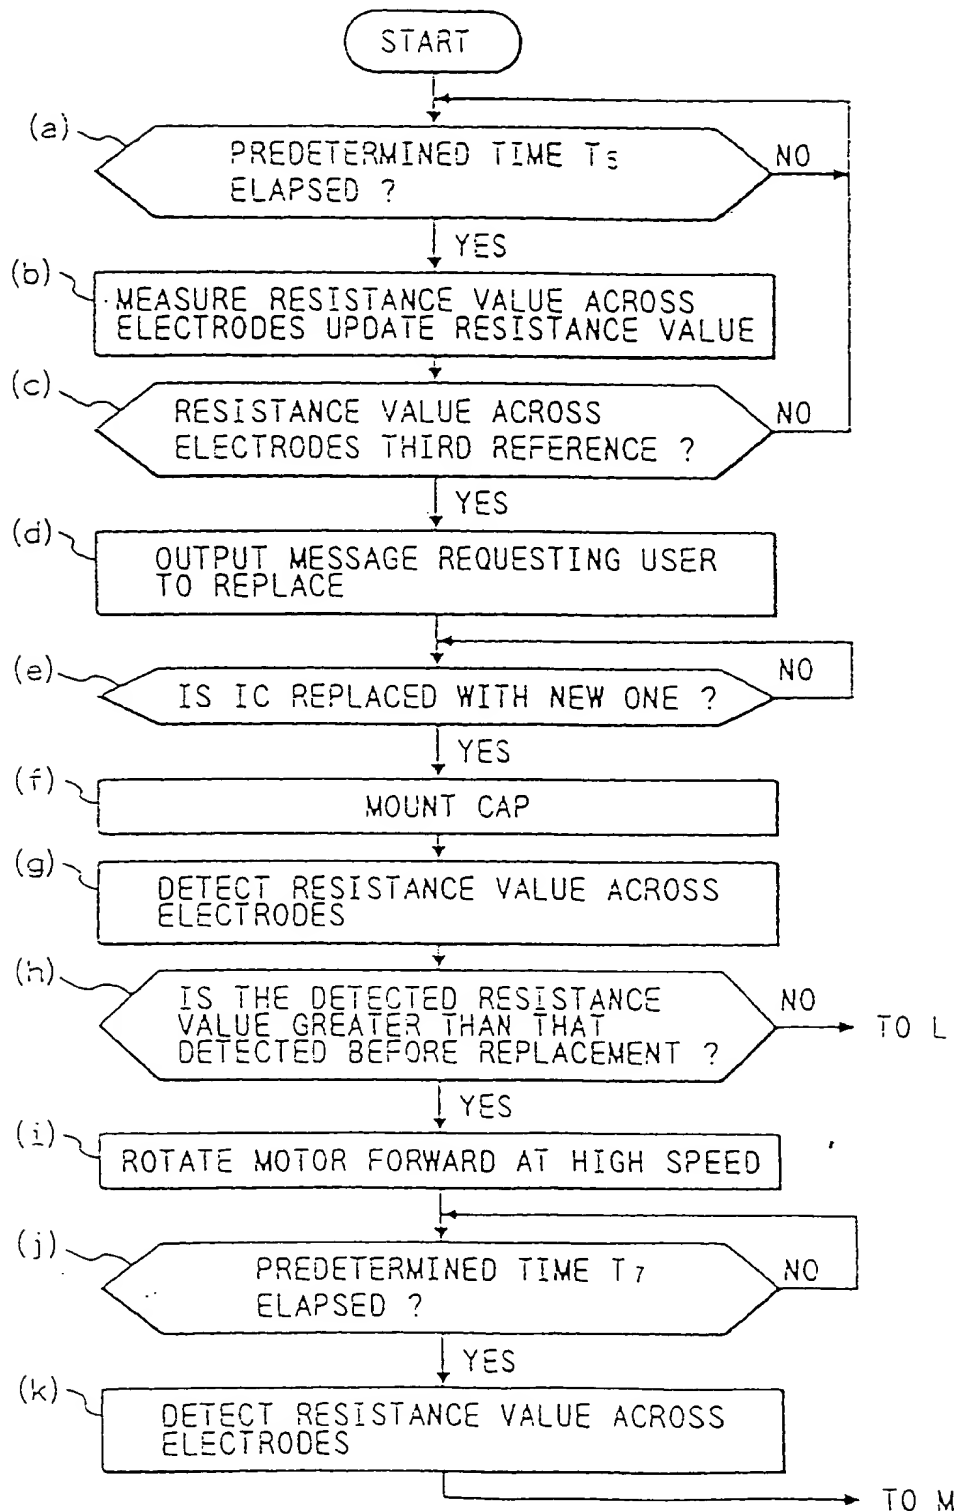 START
(a)
PREDETERMINED TIME T5
ELAPSED ?
NO
YES
(b)
MEASURE RESISTANCE VALUE ACROSS
ELECTRODES UPDATE RESISTANCE VALUE
(c)
RESISTANCE VALUE ACROSS
ELECTRODES THIRD REFERENCE ?
NO
YES
(d)
OUTPUT MESSAGE REQUESTING USER
TO REPLACE
(e)
IS IC REPLACED WITH NEW ONE ?
NO
YES
(f)
MOUNT CAP
(g)
DETECT RESISTANCE VALUE ACROSS
ELECTRODES
(h)
IS THE DETECTED RESISTANCE
VALUE GREATER THAN THAT
DETECTED BEFORE REPLACEMENT ?
NO
TO L
YES
(i)
ROTATE MOTOR FORWARD AT HIGH SPEED
(j)
PREDETERMINED TIME T7
ELAPSED ?
NO
YES
(k)
DETECT RESISTANCE VALUE ACROSS
ELECTRODES
TO M